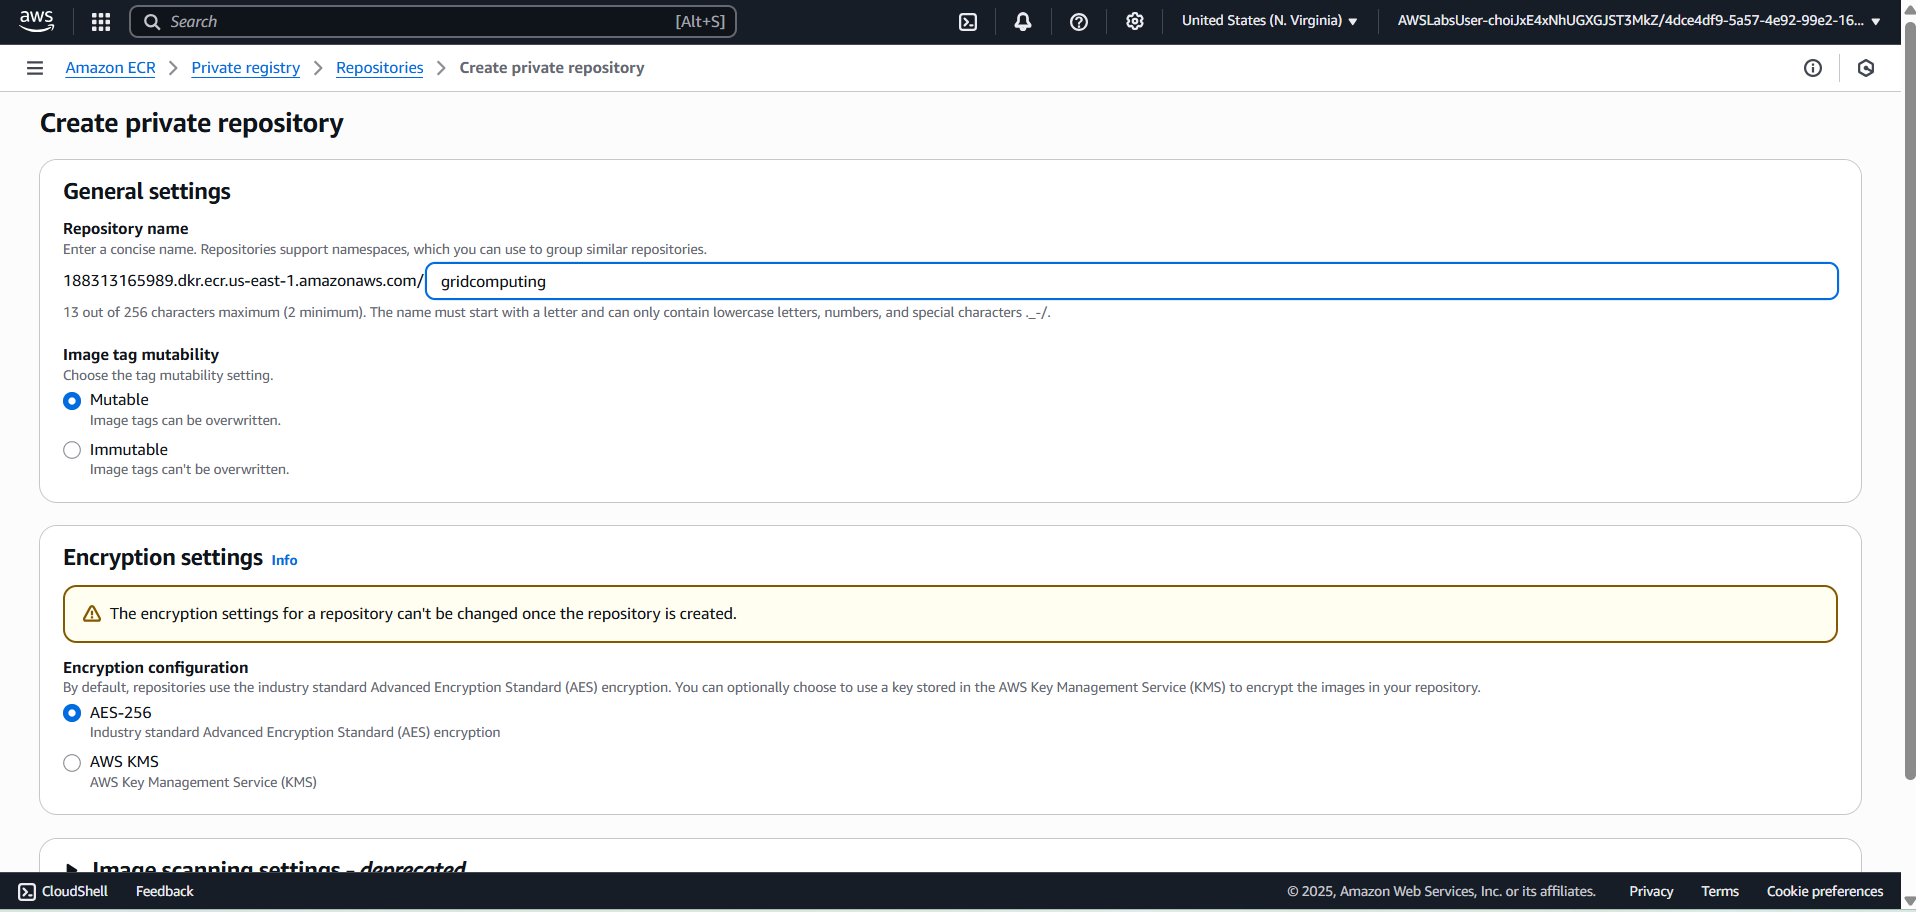 aws
Search [Alt+S]
United States (N. Virginia)
AWSLabsUser-choiJxE4xNhUGXGJST3MkZ/4dce4df9-5a57-4e92-99e2-16...
Amazon ECR
Private registry
Repositories
Create private repository
Create private repository
General settings
Repository name
Enter a concise name. Repositories support namespaces, which you can use to group similar repositories.
188313165989.dkr.ecr.us-east-1.amazonaws.com/ gridcomputing
13 out of 256 characters maximum (2 minimum). The name must start with a letter and can only contain lowercase letters, numbers, and special characters ._-/.
Image tag mutability
Choose the tag mutability setting.
Mutable
Image tags can be overwritten.
Immutable
Image tags can't be overwritten.
Encryption settings Info
The encryption settings for a repository can't be changed once the repository is created.
Encryption configuration
By default, repositories use the industry standard Advanced Encryption Standard (AES) encryption. You can optionally choose to use a key stored in the AWS Key Management Service (KMS) to encrypt the images in your repository.
AES-256
Industry standard Advanced Encryption Standard (AES) encryption
AWS KMS
AWS Key Management Service (KMS)
Image scanning settings - deprecated
CloudShell
Feedback
© 2025, Amazon Web Services, Inc. or its affiliates.
Privacy
Terms
Cookie preferences